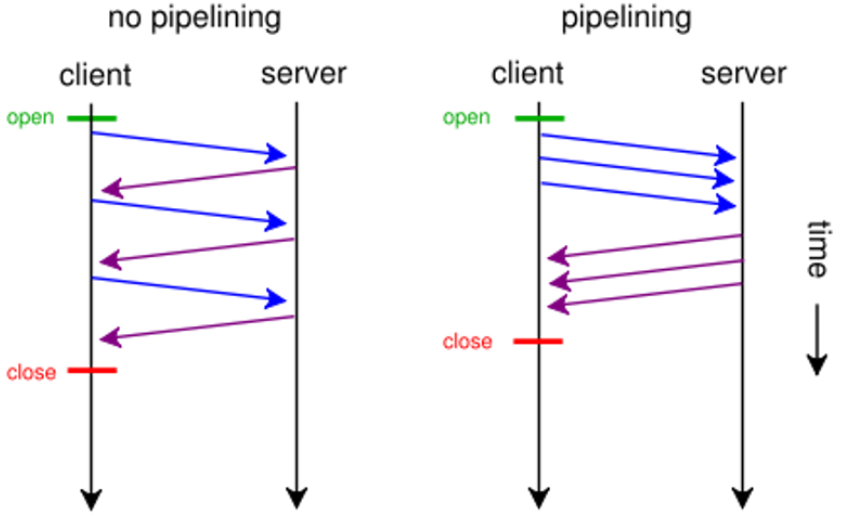 no pipelining
client
server
open
close
pipelining
client
server
open
close
time